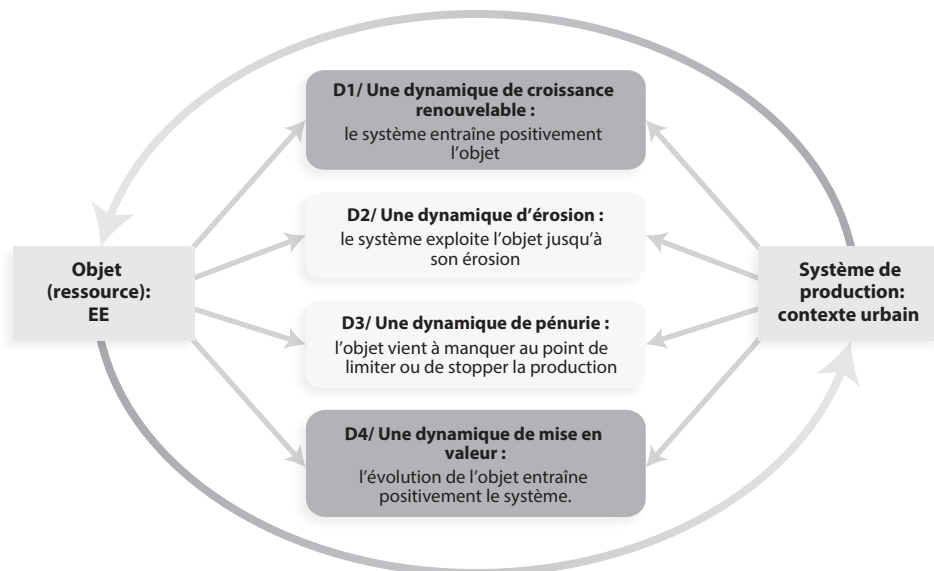 D1/ Une dynamique de croissance
renouvelable :
le système entraîne positivement
l'objet
D2/ Une dynamique d'érosion :
le système exploite l'objet jusqu'à
son érosion
Objet
(ressource):
EE
Système de
production:
contexte urbain
D3/ Une dynamique de pénurie :
l'objet vient à manquer au point de
limiter ou de stopper la production
D4/ Une dynamique de mise en
valeur :
l'évolution de l'objet entraîne
positivement le système.